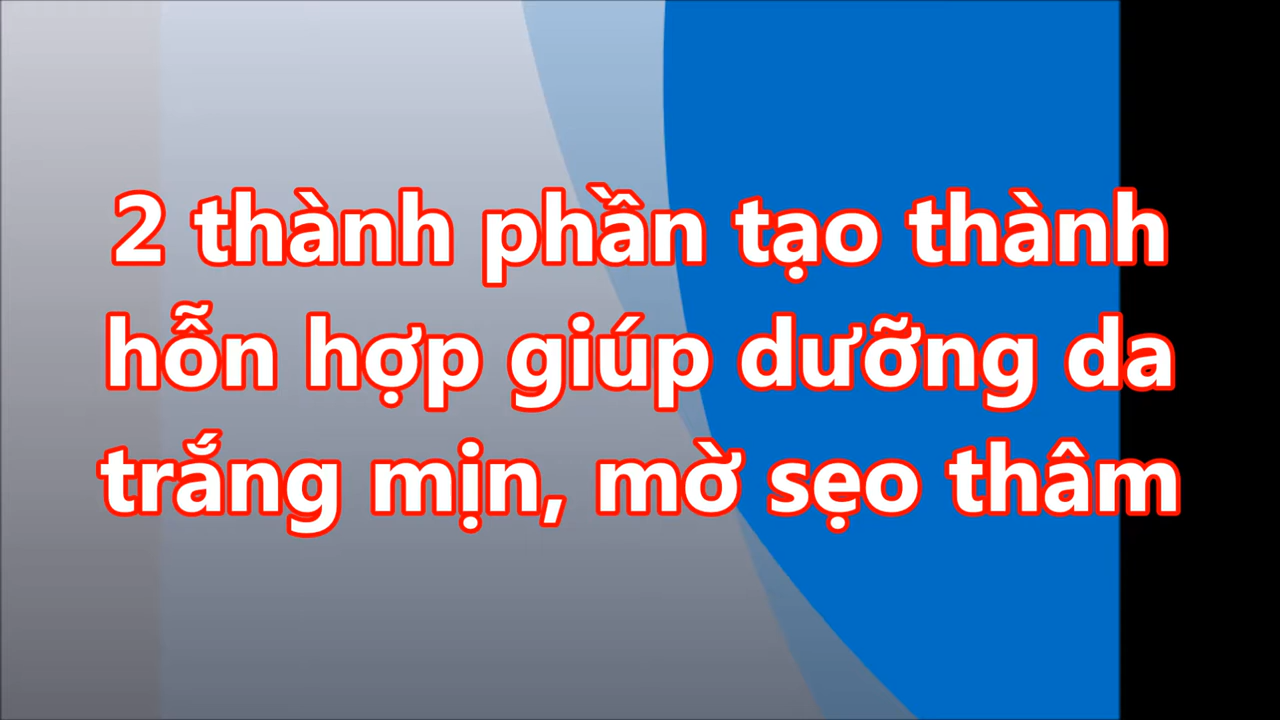 2 thành phần tạo thành
hỗn hợp giúp dưỡng da
trắng mịn, mờ sẹo thâm